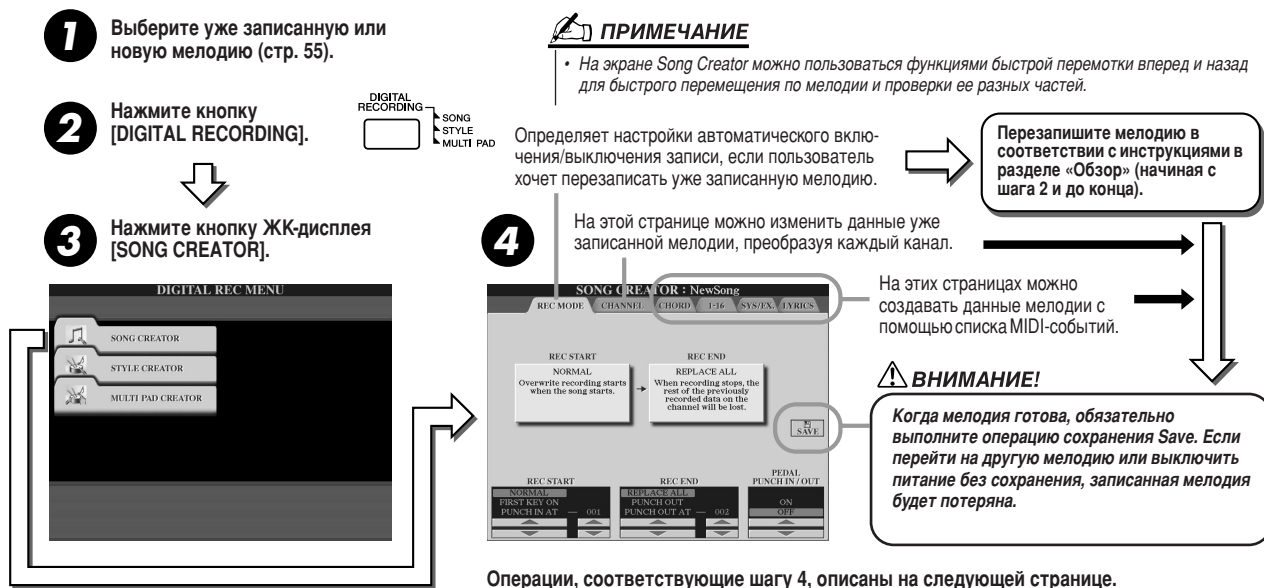 1
Выберите уже записанную или
новую мелодию (стр. 55).
ПРИМЕЧАНИЕ
• На экране Song Creator можно пользоваться функциями быстрой перемотки вперед и назад
для быстрого перемещения по мелодии и проверки ее разных частей.
2
Нажмите кнопку
[DIGITAL RECORDING].
DIGITAL
RECORDING
SONG
STYLE
MULTI PAD
Определяет настройки автоматического вклю-
чения/выключения записи, если пользователь
хочет перезаписать уже записанную мелодию.
Перезапишите мелодию в
соответствии с инструкциями в
разделе «Обзор» (начиная с
шага 2 и до конца).
3
Нажмите кнопку ЖК-дисплея
[SONG CREATOR].
4
На этой странице можно изменить данные уже
записанной мелодии, преобразуя каждый канал.
На этих страницах можно
создавать данные мелодии с
помощью списка MIDI-событий.
DIGITAL REC MENU
SONG CREATOR
STYLE CREATOR
MULTI PAD CREATOR
SONG CREATOR : NewSong
REC MODE CHANNEL CHORD 1-16 SYS/EX. LYRICS
REC START
NORMAL
Overwrite recording starts
when the song starts.
REC END
REPLACE ALL
When recording stops, the
rest of the previously
recorded data on the
channel will be lost.
SAVE
REC START
NORMAL
FIRST KEY ON
PUNCH IN AT — 001
REC END
REPLACE ALL
PUNCH OUT
PUNCH OUT AT — 002
PEDAL
PUNCH IN / OUT
ON
OFF
ВНИМАНИЕ!
Когда мелодия готова, обязательно
выполните операцию сохранения Save. Если
перейти на другую мелодию или выключить
питание без сохранения, записанная мелодия
будет потеряна.
Операции, соответствующие шагу 4, описаны на следующей странице.